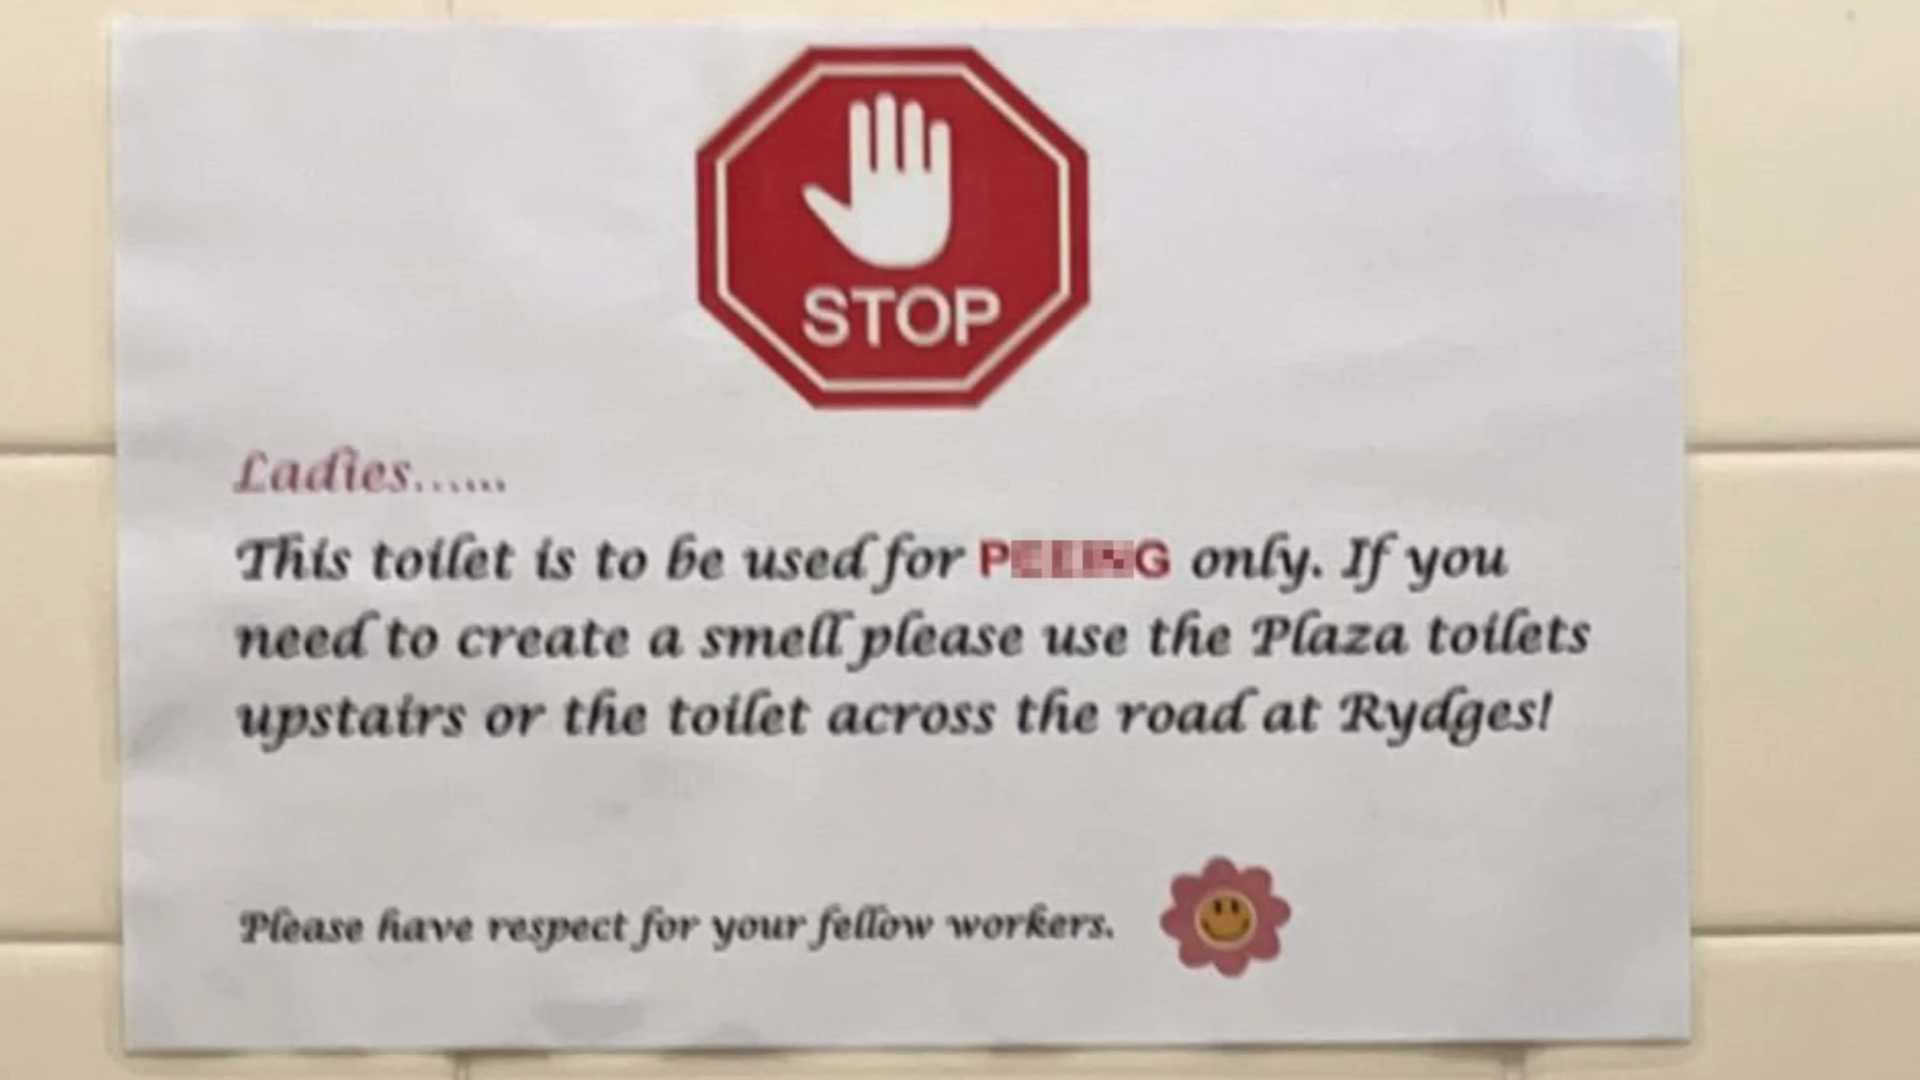 STOP
Ladies......
This toilet is to be used for PEEING only. If you
need to create a smell please use the Plaza toilets
upstairs or the toilet across the road at Rydges!
Please have respect for your fellow workers.